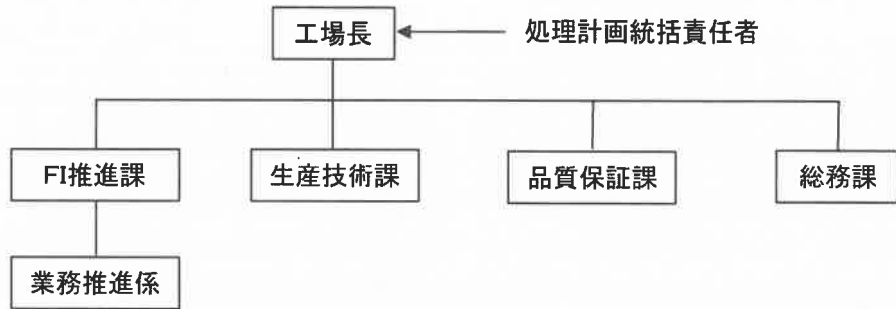 工場長
処理計画統括責任者
FI推進課
生産技術課
品質保証課
総務課
業務推進係